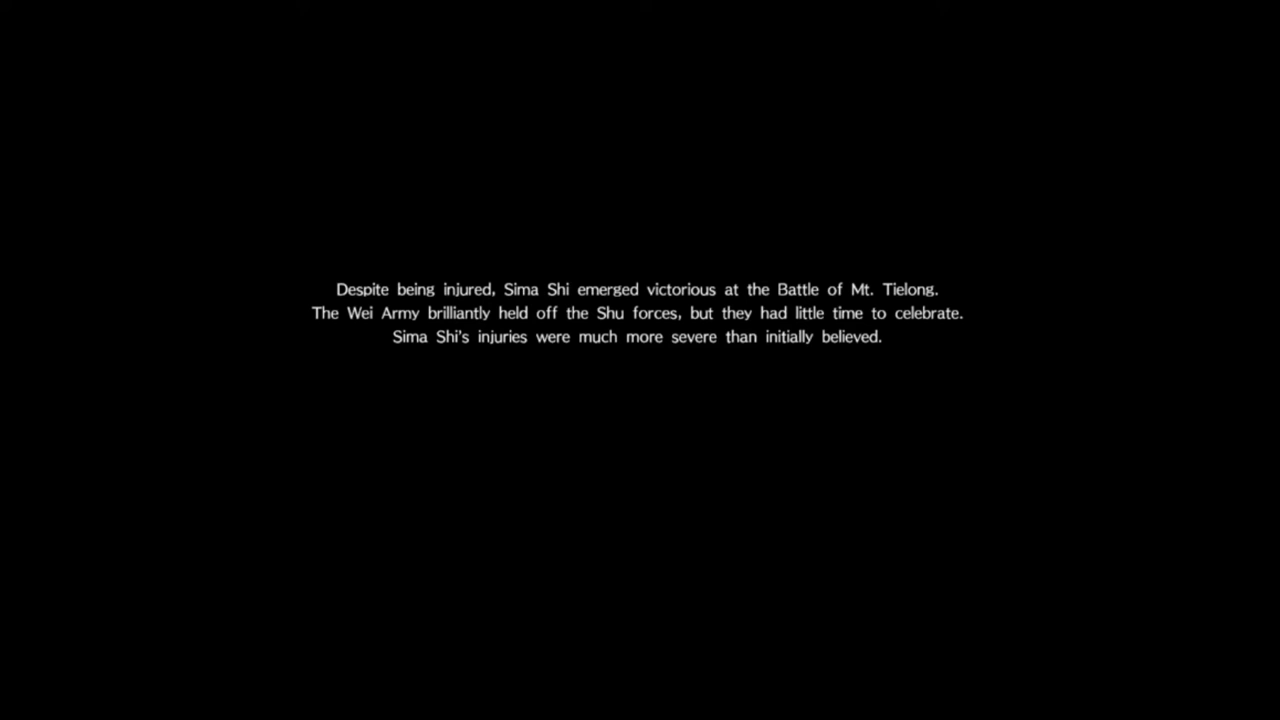 Despite being injured, Sima Shi emerged victorious at the Battle of Mt. Tielong.
The Wei Army brilliantly held off the Shu forces, but they had little time to celebrate.
Sima Shi's injuries were much more severe than initially believed.